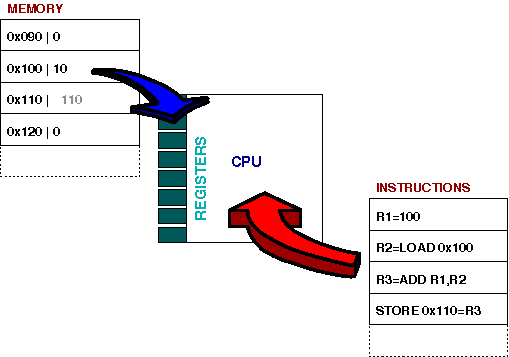 MEMORY
0x090 | 0
0x100 | 10
0x110 | 110
0x120 | 0
REGISTERS
CPU
INSTRUCTIONS
R1=100
R2=LOAD 0x100
R3=ADD R1,R2
STORE 0x110=R3